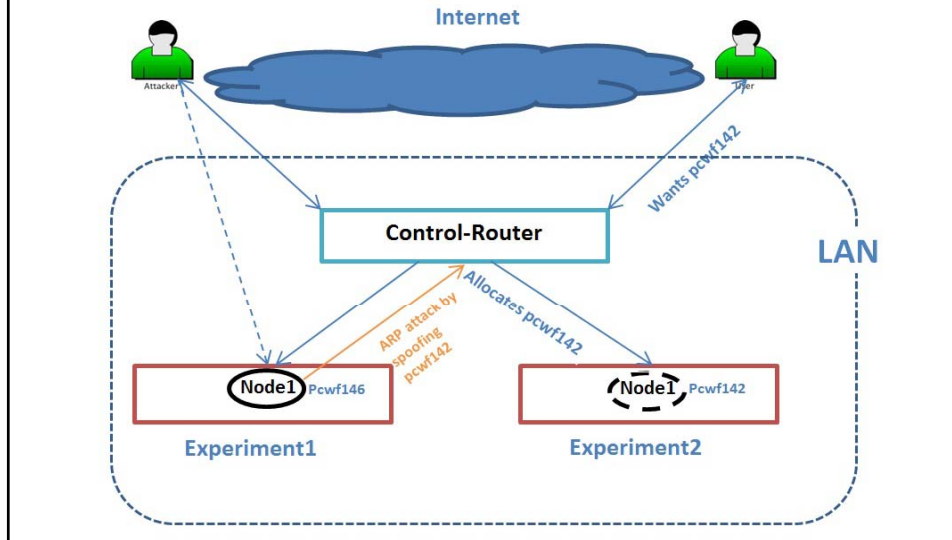 Internet
Attacker
User
Wants pcwf142
Control-Router
LAN
Allocates pcwf142
ARP attack by
spoofing
pcwf142
Node1
Pcwf146
Node1
Pcwf142
Experiment1
Experiment2